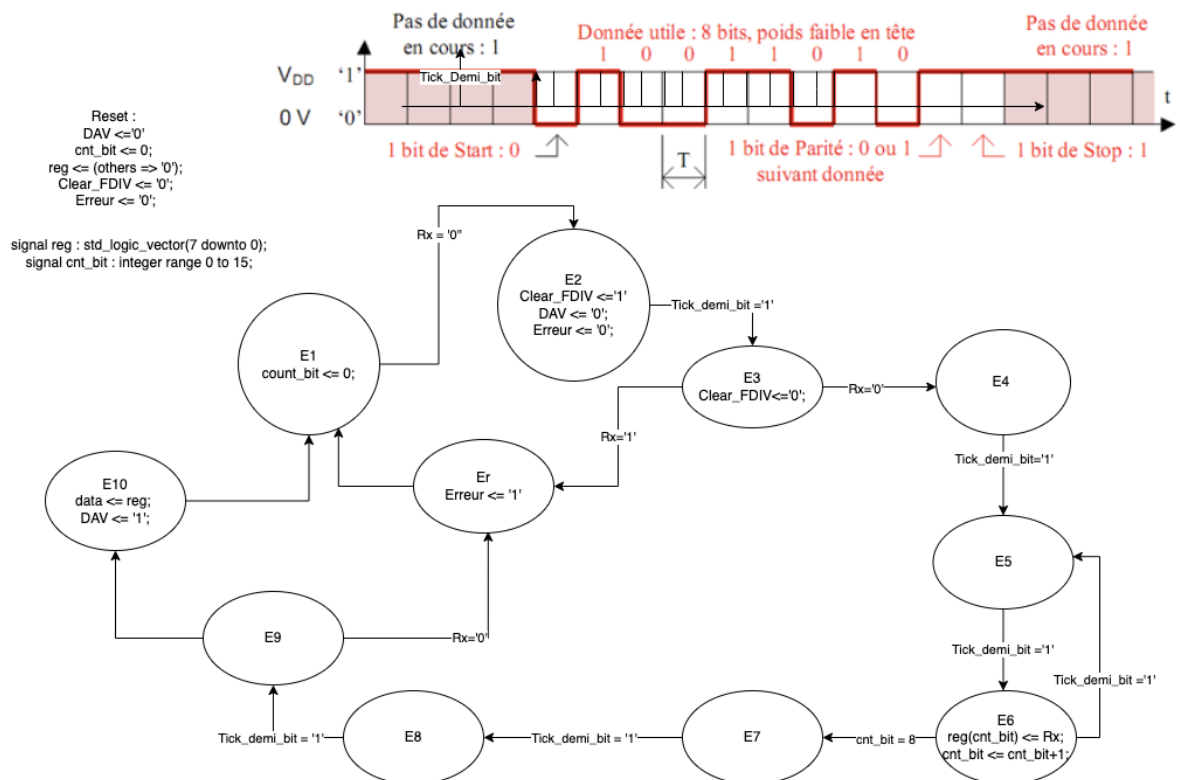 Pas de donnée
en cours : 1
Donnée utile : 8 bits, poids faible en tête
1 0 0 1 1 0 1 0
Pas de donnée
en cours : 1
VDD '1'
Tick_Demi_bit
t
0 V '0'
1 bit de Start : 0
T
1 bit de Parité : 0 ou 1
suivant donnée
1 bit de Stop : 1
Reset :
DAV <='0'
cnt_bit <= 0;
reg <= (others => '0');
Clear_FDIV <= '0';
Erreur <= '0';
signal reg : std_logic_vector(7 downto 0);
signal cnt_bit : integer range 0 to 15;
Rx = '0"
E2
Clear_FDIV <='1'
DAV <= '0';
Erreur <= '0';
Tick_demi_bit ='1'
E1
count_bit <= 0;
E3
Clear_FDIV<='0';
Rx='0'
E4
Rx='1'
Tick_demi_bit='1'
E10
data <= reg;
DAV <= '1';
Er
Erreur <= '1'
E5
E9
Rx='0'
Tick_demi_bit ='1'
Tick_demi_bit ='1'
E6
reg(cnt_bit) <= Rx;
cnt_bit <= cnt_bit+1;
cnt_bit = 8
E7
Tick_demi_bit = '1'
E8
Tick_demi_bit = '1'